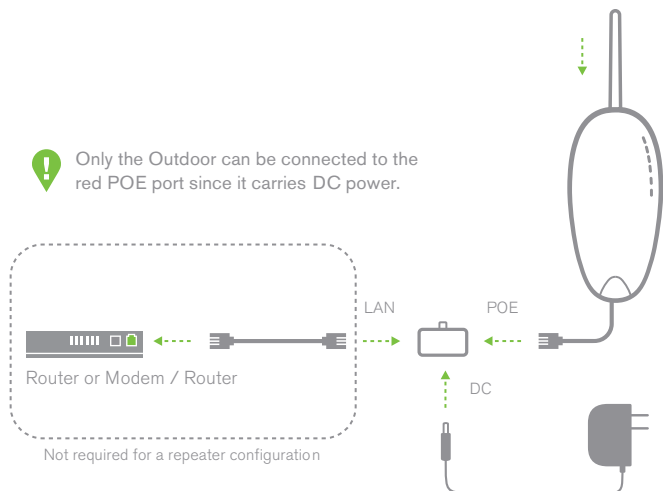 Only the Outdoor can be connected to the
red POE port since it carries DC power.
LAN
POE
Router or Modem / Router
DC
Not required for a repeater configuration